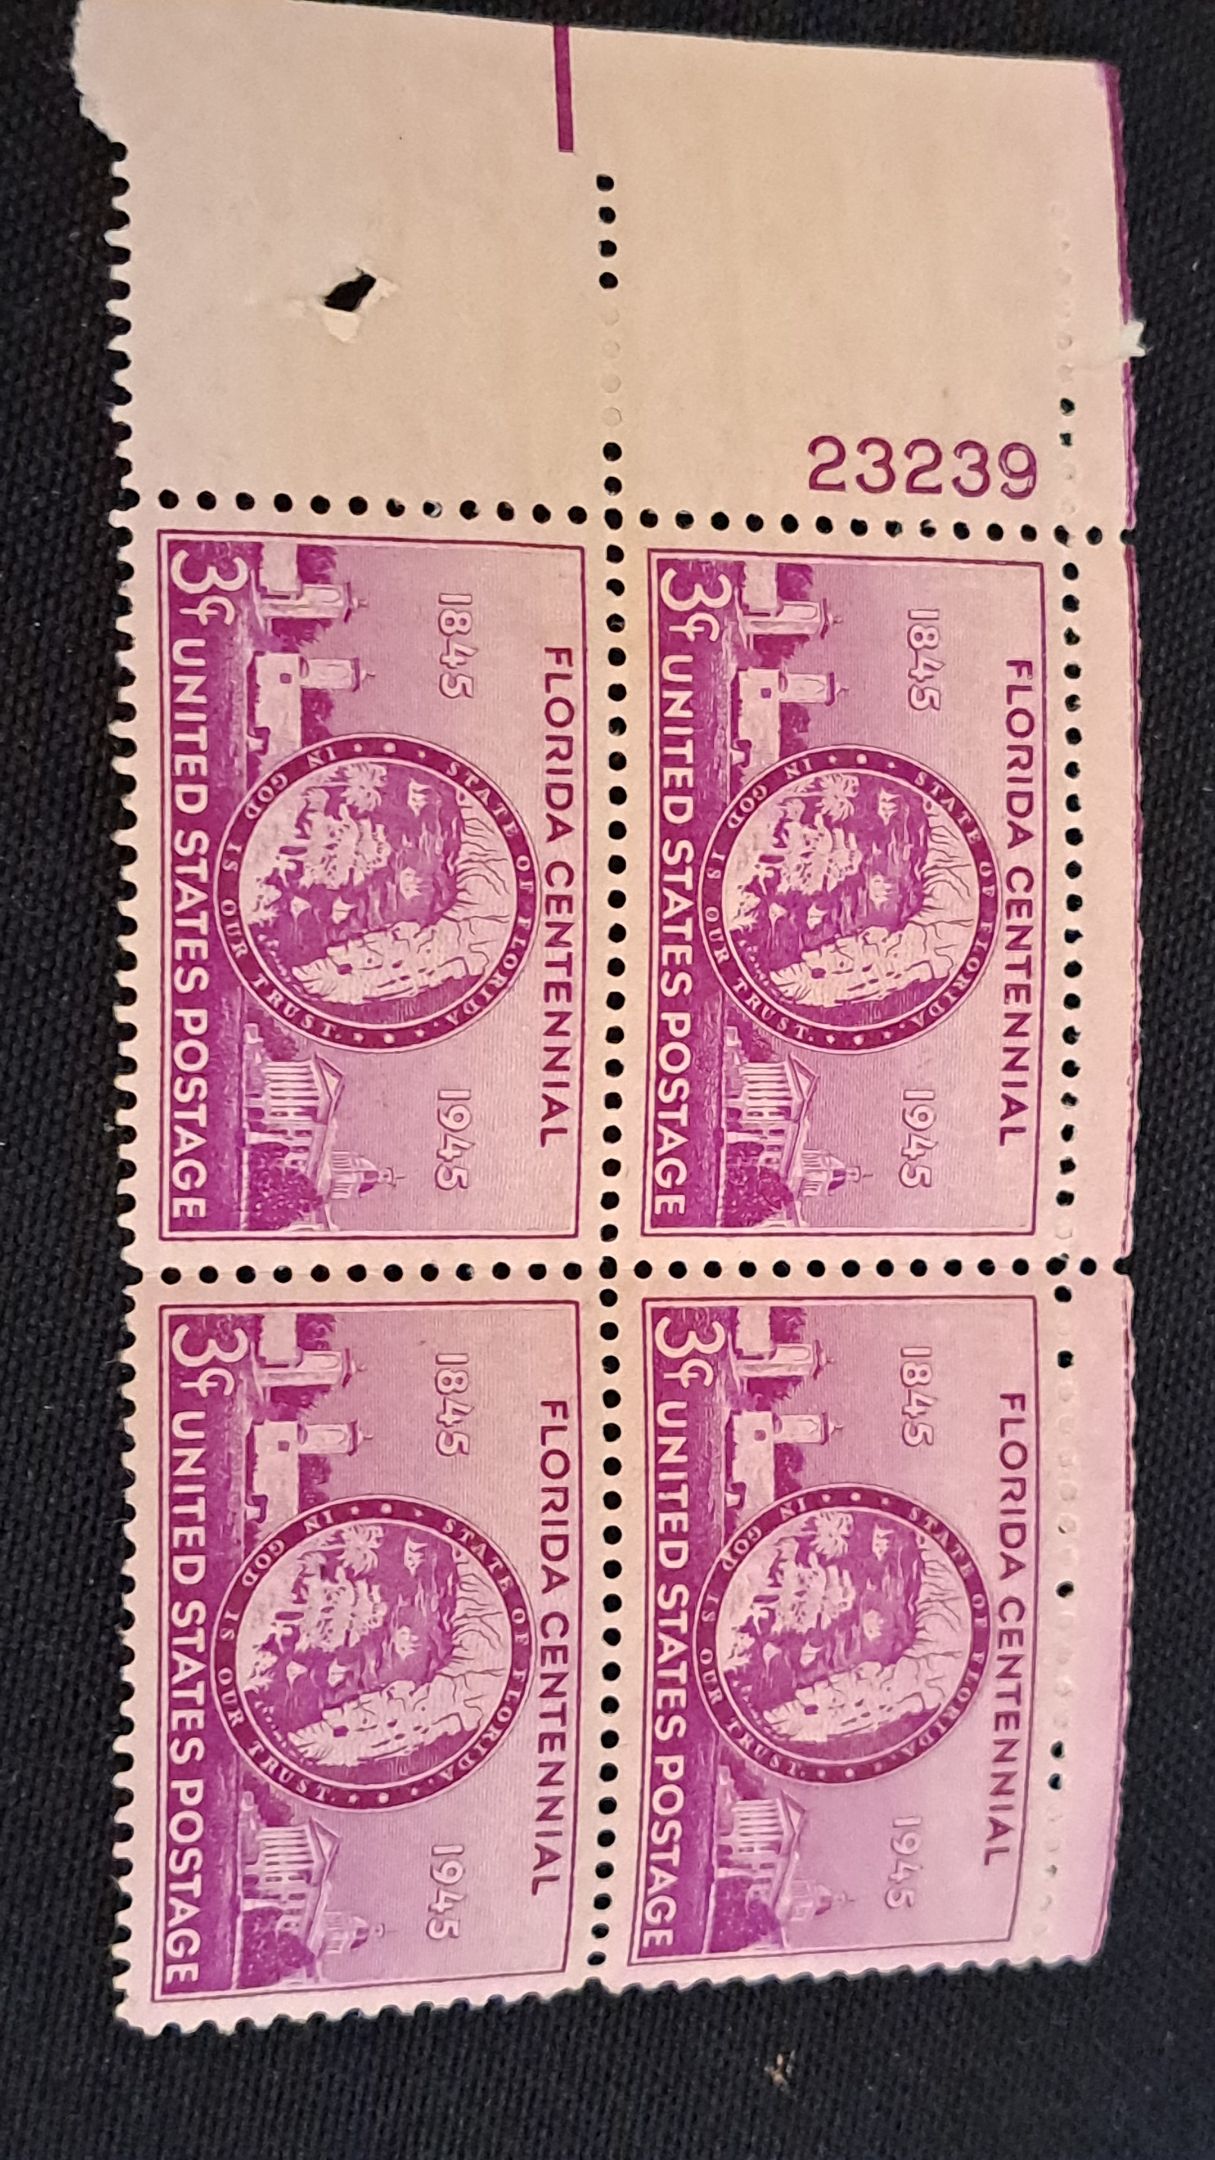 23239
FLORIDA CENTENNIAL
1845 1945
STATE OF FLORIDA.
IN GOD IS OUR TRUST.
3¢ UNITED STATES POSTAGE
FLORIDA CENTENNIAL
1845 1945
STATE OF FLORIDA.
IN GOD IS OUR TRUST.
3¢ UNITED STATES POSTAGE
FLORIDA CENTENNIAL
1845 1945
STATE OF FLORIDA.
IN GOD IS OUR TRUST.
3¢ UNITED STATES POSTAGE
FLORIDA CENTENNIAL
1845 1945
STATE OF FLORIDA.
IN GOD IS OUR TRUST.
3¢ UNITED STATES POSTAGE